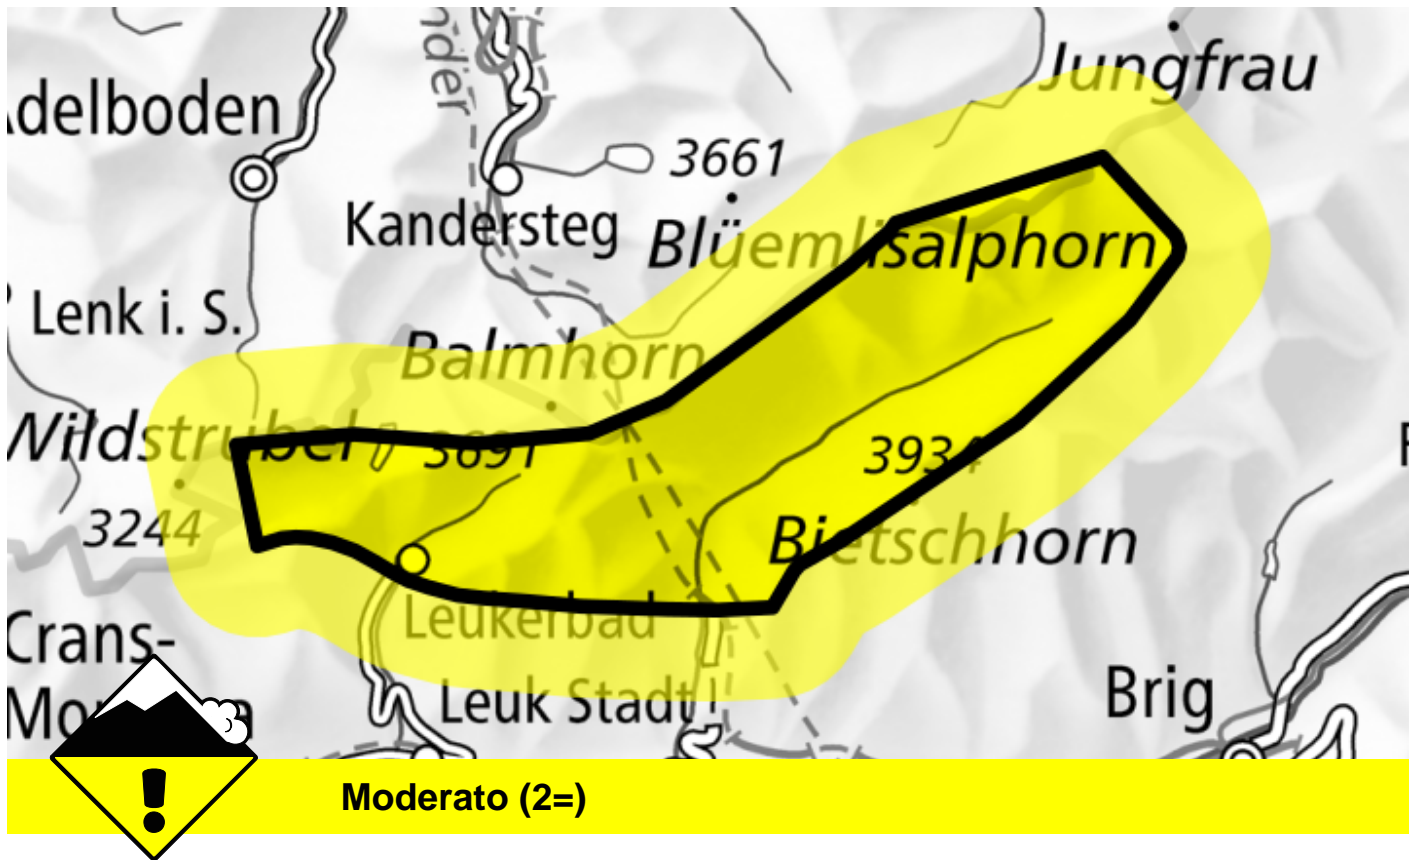 Jungfrau
Adelboden
3661
Kandersteg
Blüemlisalphorn
Lenk i. S.
Balmhorn
Wildstrubel
3691
3934
3244
Bietschhorn
Leukerbad
Crans-
Leuk Stadt
Brig
Moderato (2=)